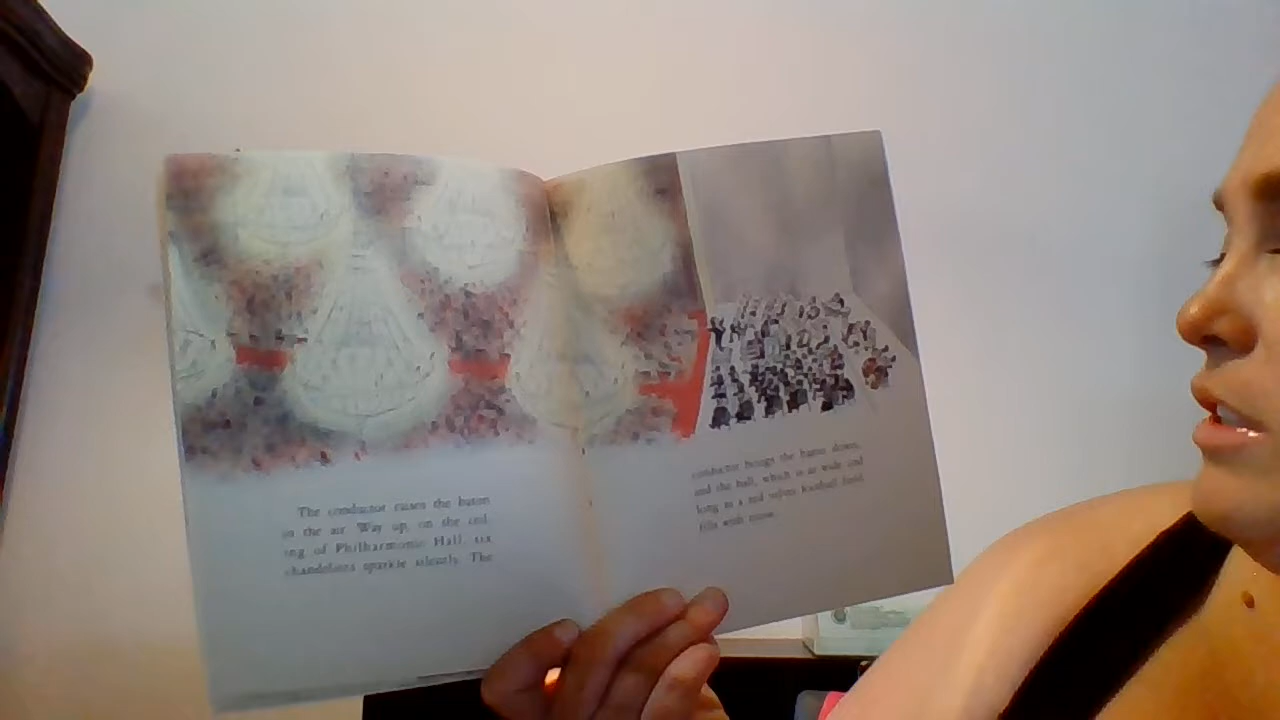 The conductor raises the baton
in the air. Way up, on the ceil-
ing of Philharmonic Hall, six
chandeliers sparkle silently. The
conductor brings the baton down,
and the hall, which is as wide and
long as a red velvet football field
fills with music.